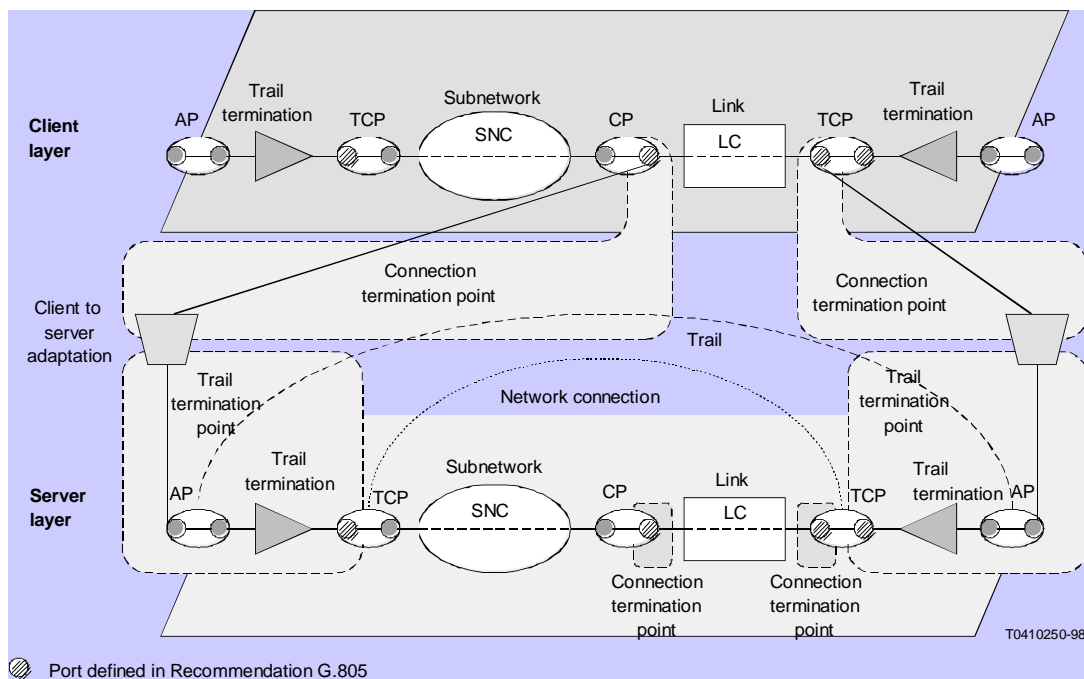 Client
layer
AP
Trail
termination
TCP
Subnetwork
SNC
CP
Link
LC
TCP
Trail
termination
AP
Connection
termination point
Connection
termination point
Client to
server
adaptation
Trail
Network connection
Trail
termination
point
Trail
termination
point
Server
layer
AP
Trail
termination
TCP
Subnetwork
SNC
CP
Link
LC
TCP
Trail
termination
AP
Connection
termination
point
Connection
termination
point
T0410250-98
Port defined in Recommendation G.805